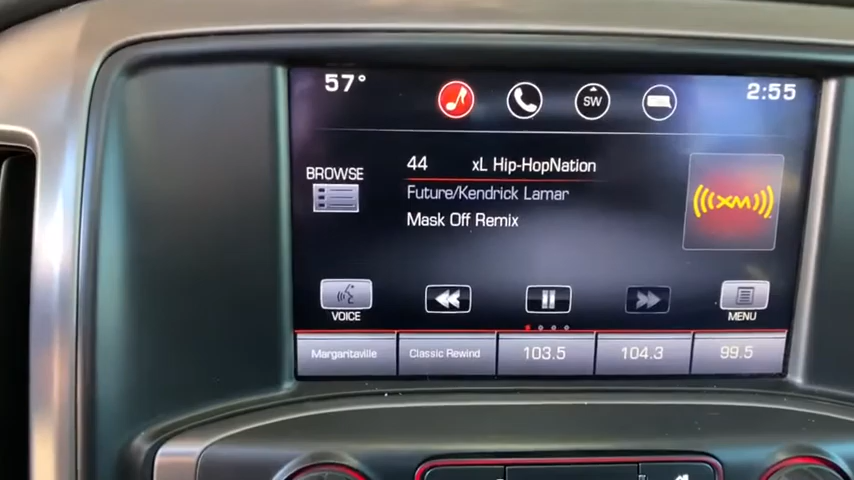 57°
SW
2:55
BROWSE
44 xL Hip-HopNation
Future/Kendrick Lamar
Mask Off Remix
XM
VOICE
MENU
Margaritaville
Classic Rewind
103.5
104.3
99.5